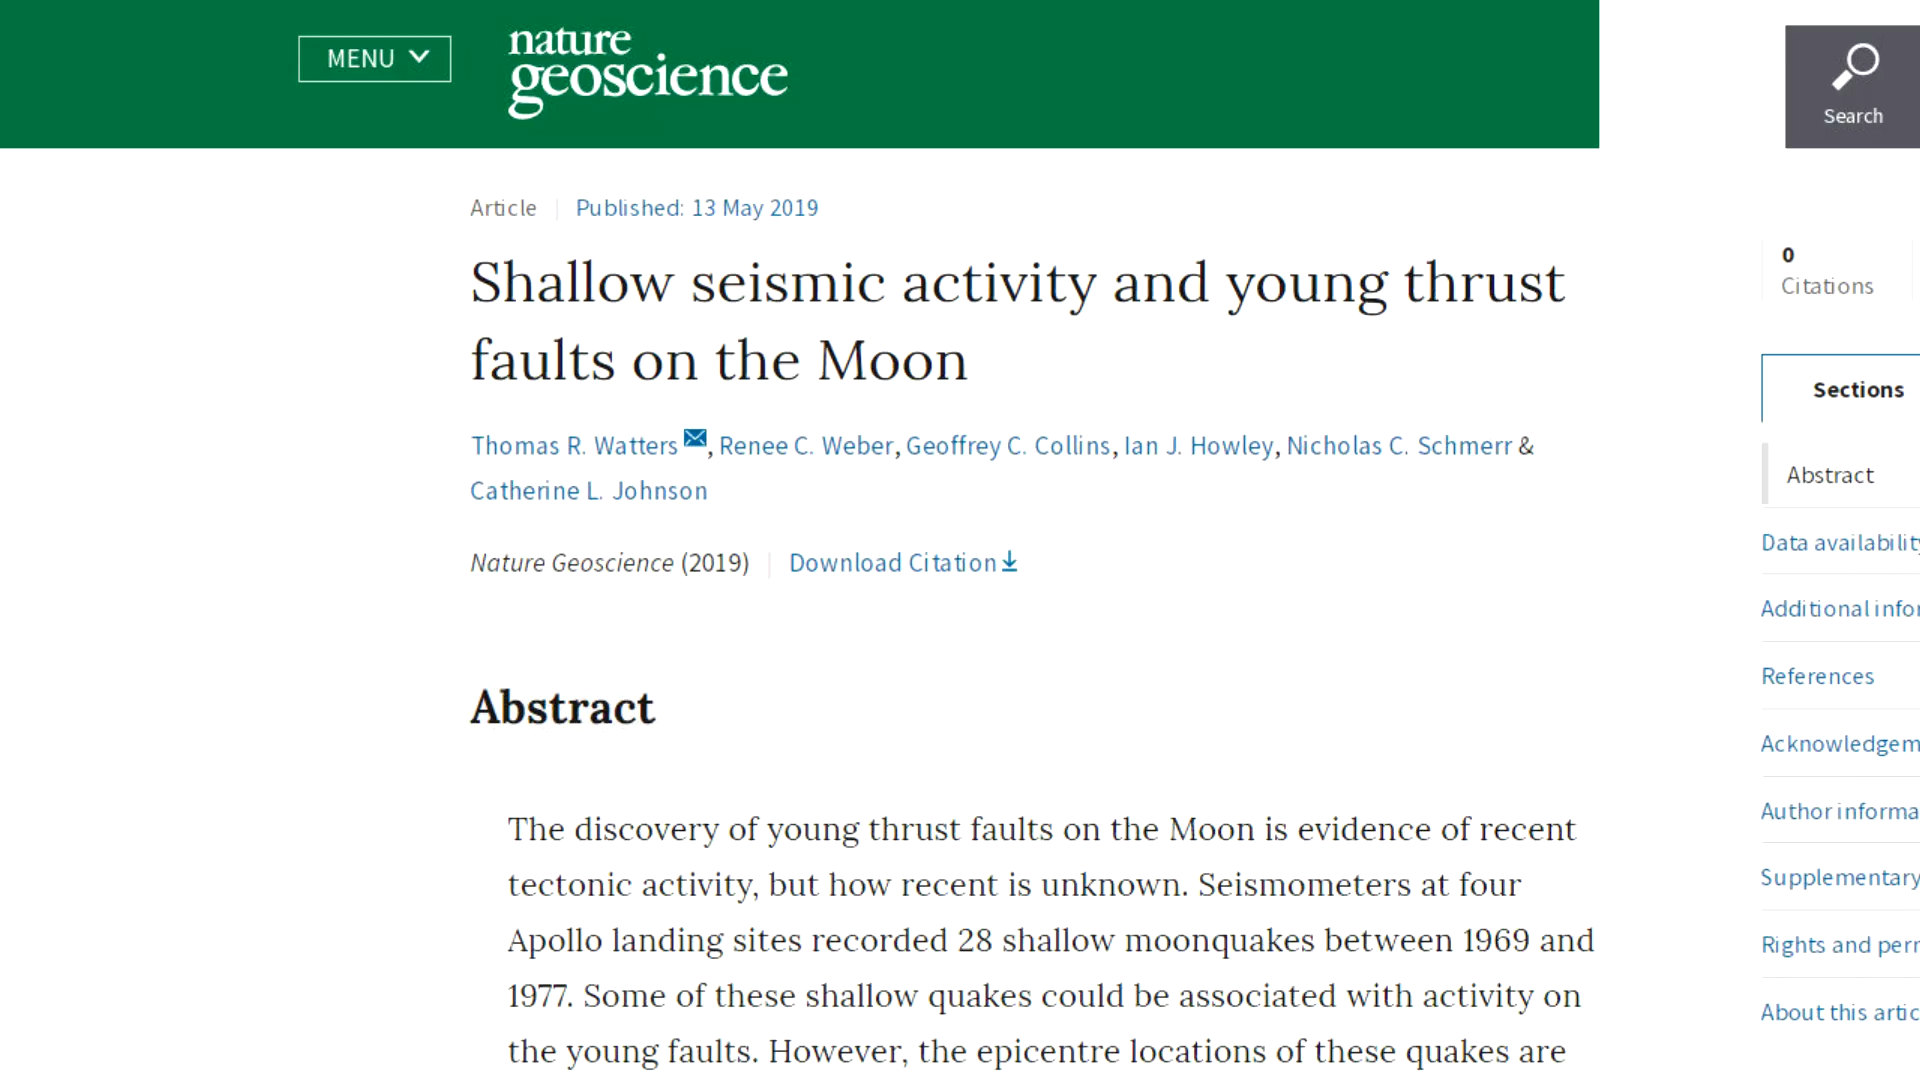 MENU
nature
geoscience
Search
Article
Published: 13 May 2019
Shallow seismic activity and young thrust
faults on the Moon
Thomas R. Watters, Renee C. Weber, Geoffrey C. Collins, Ian J. Howley, Nicholas C. Schmerr &
Catherine L. Johnson
Nature Geoscience (2019)
Download Citation
Abstract
The discovery of young thrust faults on the Moon is evidence of recent
tectonic activity, but how recent is unknown. Seismometers at four
Apollo landing sites recorded 28 shallow moonquakes between 1969 and
1977. Some of these shallow quakes could be associated with activity on
the young faults. However, the epicentre locations of these quakes are
0
Citations
Sections
Abstract
Data availability
Additional infor
References
Acknowledgem
Author informa
Supplementary
Rights and perr
About this artic